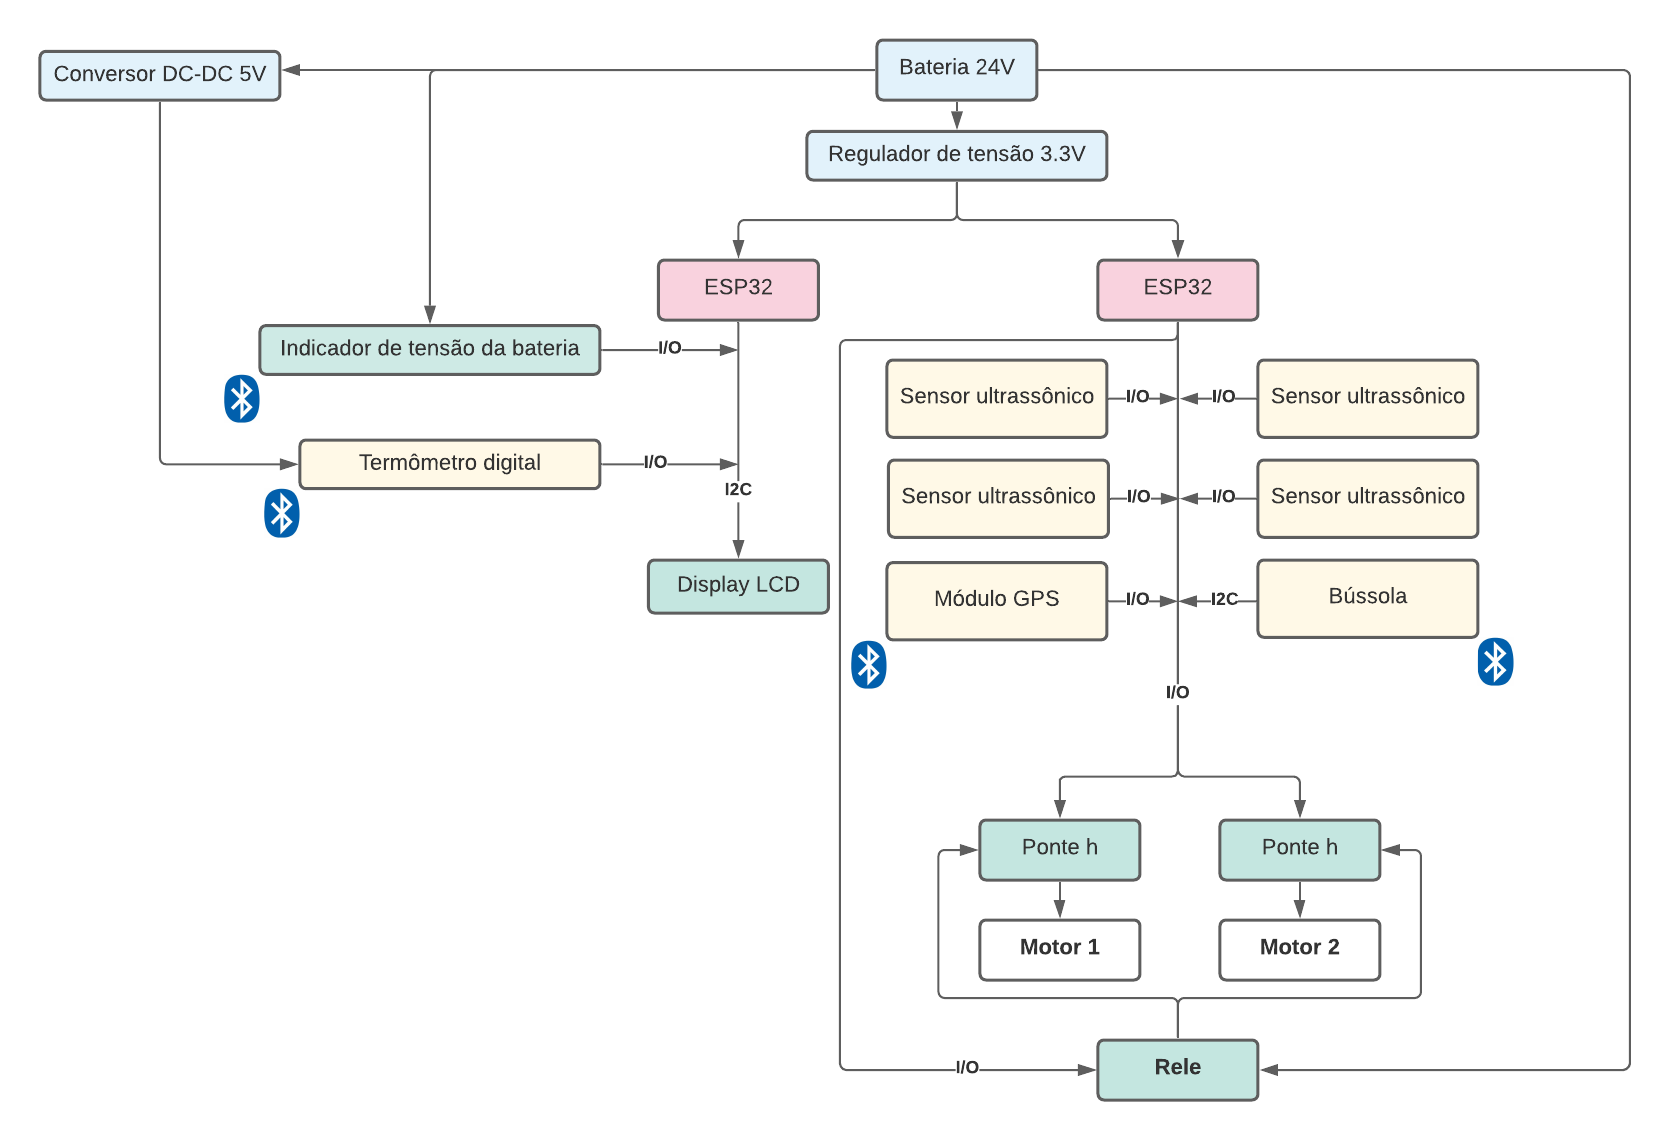 Bateria 24V
Conversor DC-DC 5V
Regulador de tensão 3.3V
ESP32
ESP32
Indicador de tensão da bateria
I/O
Sensor ultrassônico
I/O
I/O
Sensor ultrassônico
Termômetro digital
I/O
I2C
Sensor ultrassônico
I/O
I/O
Sensor ultrassônico
Display LCD
Módulo GPS
I/O
I2C
Bússola
I/O
Ponte h
Ponte h
Motor 1
Motor 2
I/O
Rele